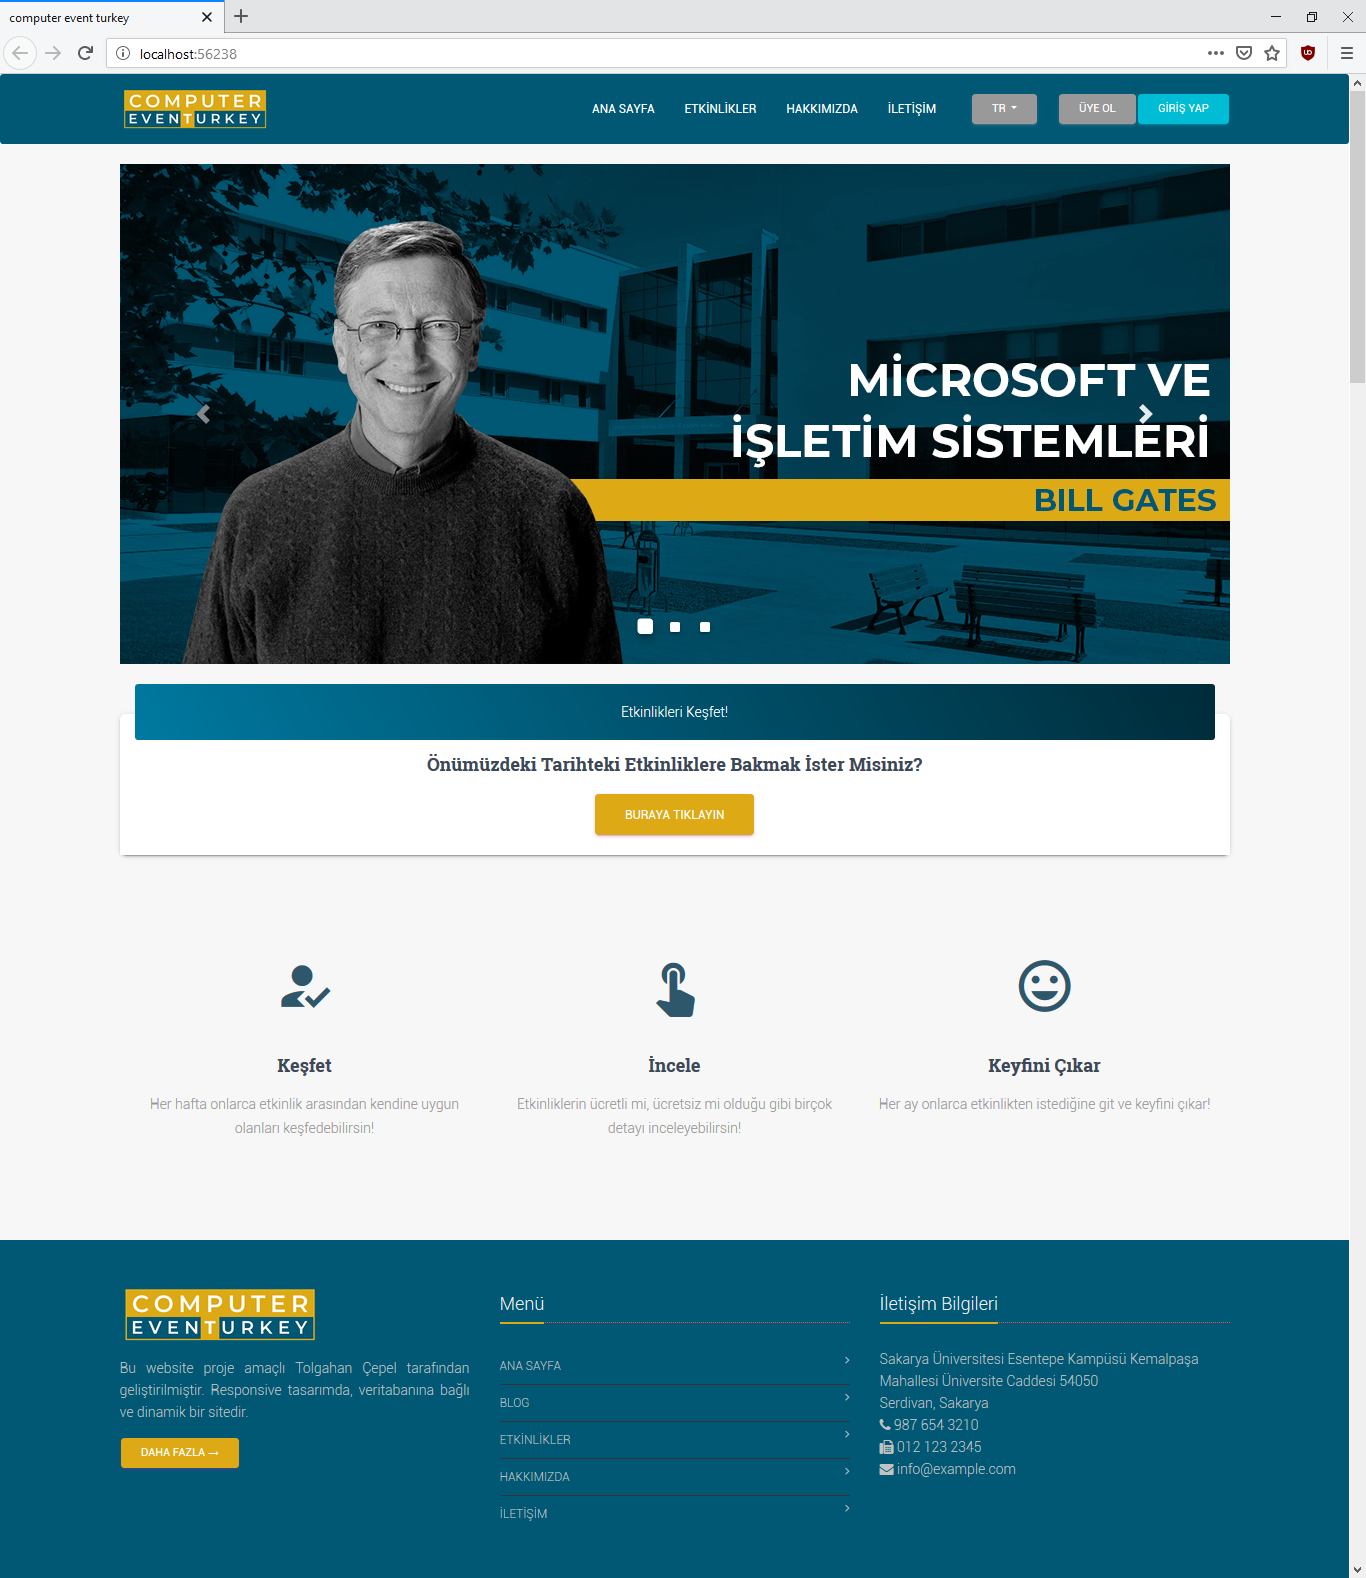 computer event turkey
localhost:56238
COMPUTER
EVENTURKEY
ANA SAYFA
ETKİNLİKLER
HAKKIMIZDA
İLETİŞİM
TR
ÜYE OL
GİRİŞ YAP
MİCROSOFT VE
İŞLETİM SİSTEMLERİ
BILL GATES
Etkinlikleri Keşfet!
Önümüzdeki Tarihteki Etkinliklere Bakmak İster Misiniz?
BURAYA TIKLAYIN
Keşfet
Her hafta onlarca etkinlik arasından kendine uygun
olanları keşfedebilirsin!
İncele
Etkinliklerin ücretli mi, ücretsiz mi olduğu gibi birçok
detayı inceleyebilirsin!
Keyfini Çıkar
Her ay onlarca etkinlikten istediğine git ve keyfini çıkar!
COMPUTER
EVENTURKEY
Bu website proje amaçlı Tolgahan Çepel tarafından
geliştirilmiştir. Responsive tasarımda, veritabanına bağlı
ve dinamik bir sitedir.
DAHA FAZLA →
Menü
ANA SAYFA
BLOG
ETKİNLİKLER
HAKKIMIZDA
İLETİŞİM
İletişim Bilgileri
Sakarya Üniversitesi Esentepe Kampüsü Kemalpaşa
Mahallesi Üniversite Caddesi 54050
Serdivan, Sakarya
987 654 3210
012 123 2345
info@example.com